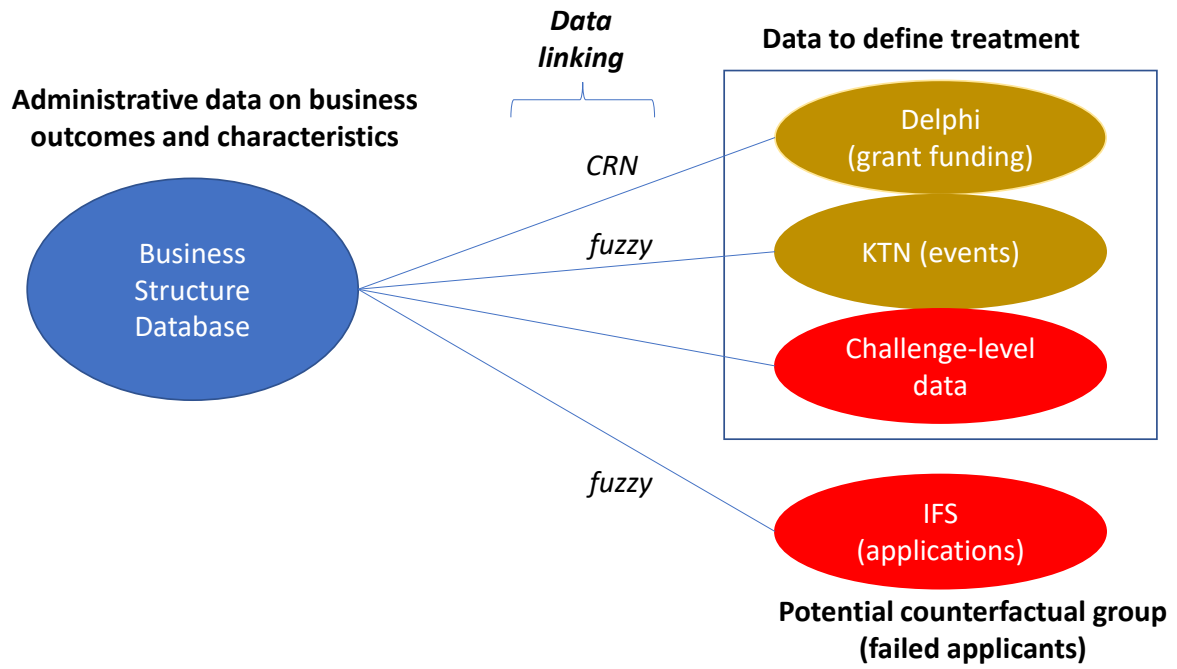 Data
linking
Data to define treatment
Administrative data on business
outcomes and characteristics
Delphi
(grant funding)
CRN
fuzzy
KTN (events)
Business
Structure
Database
Challenge-level
data
fuzzy
IFS
(applications)
Potential counterfactual group
(failed applicants)